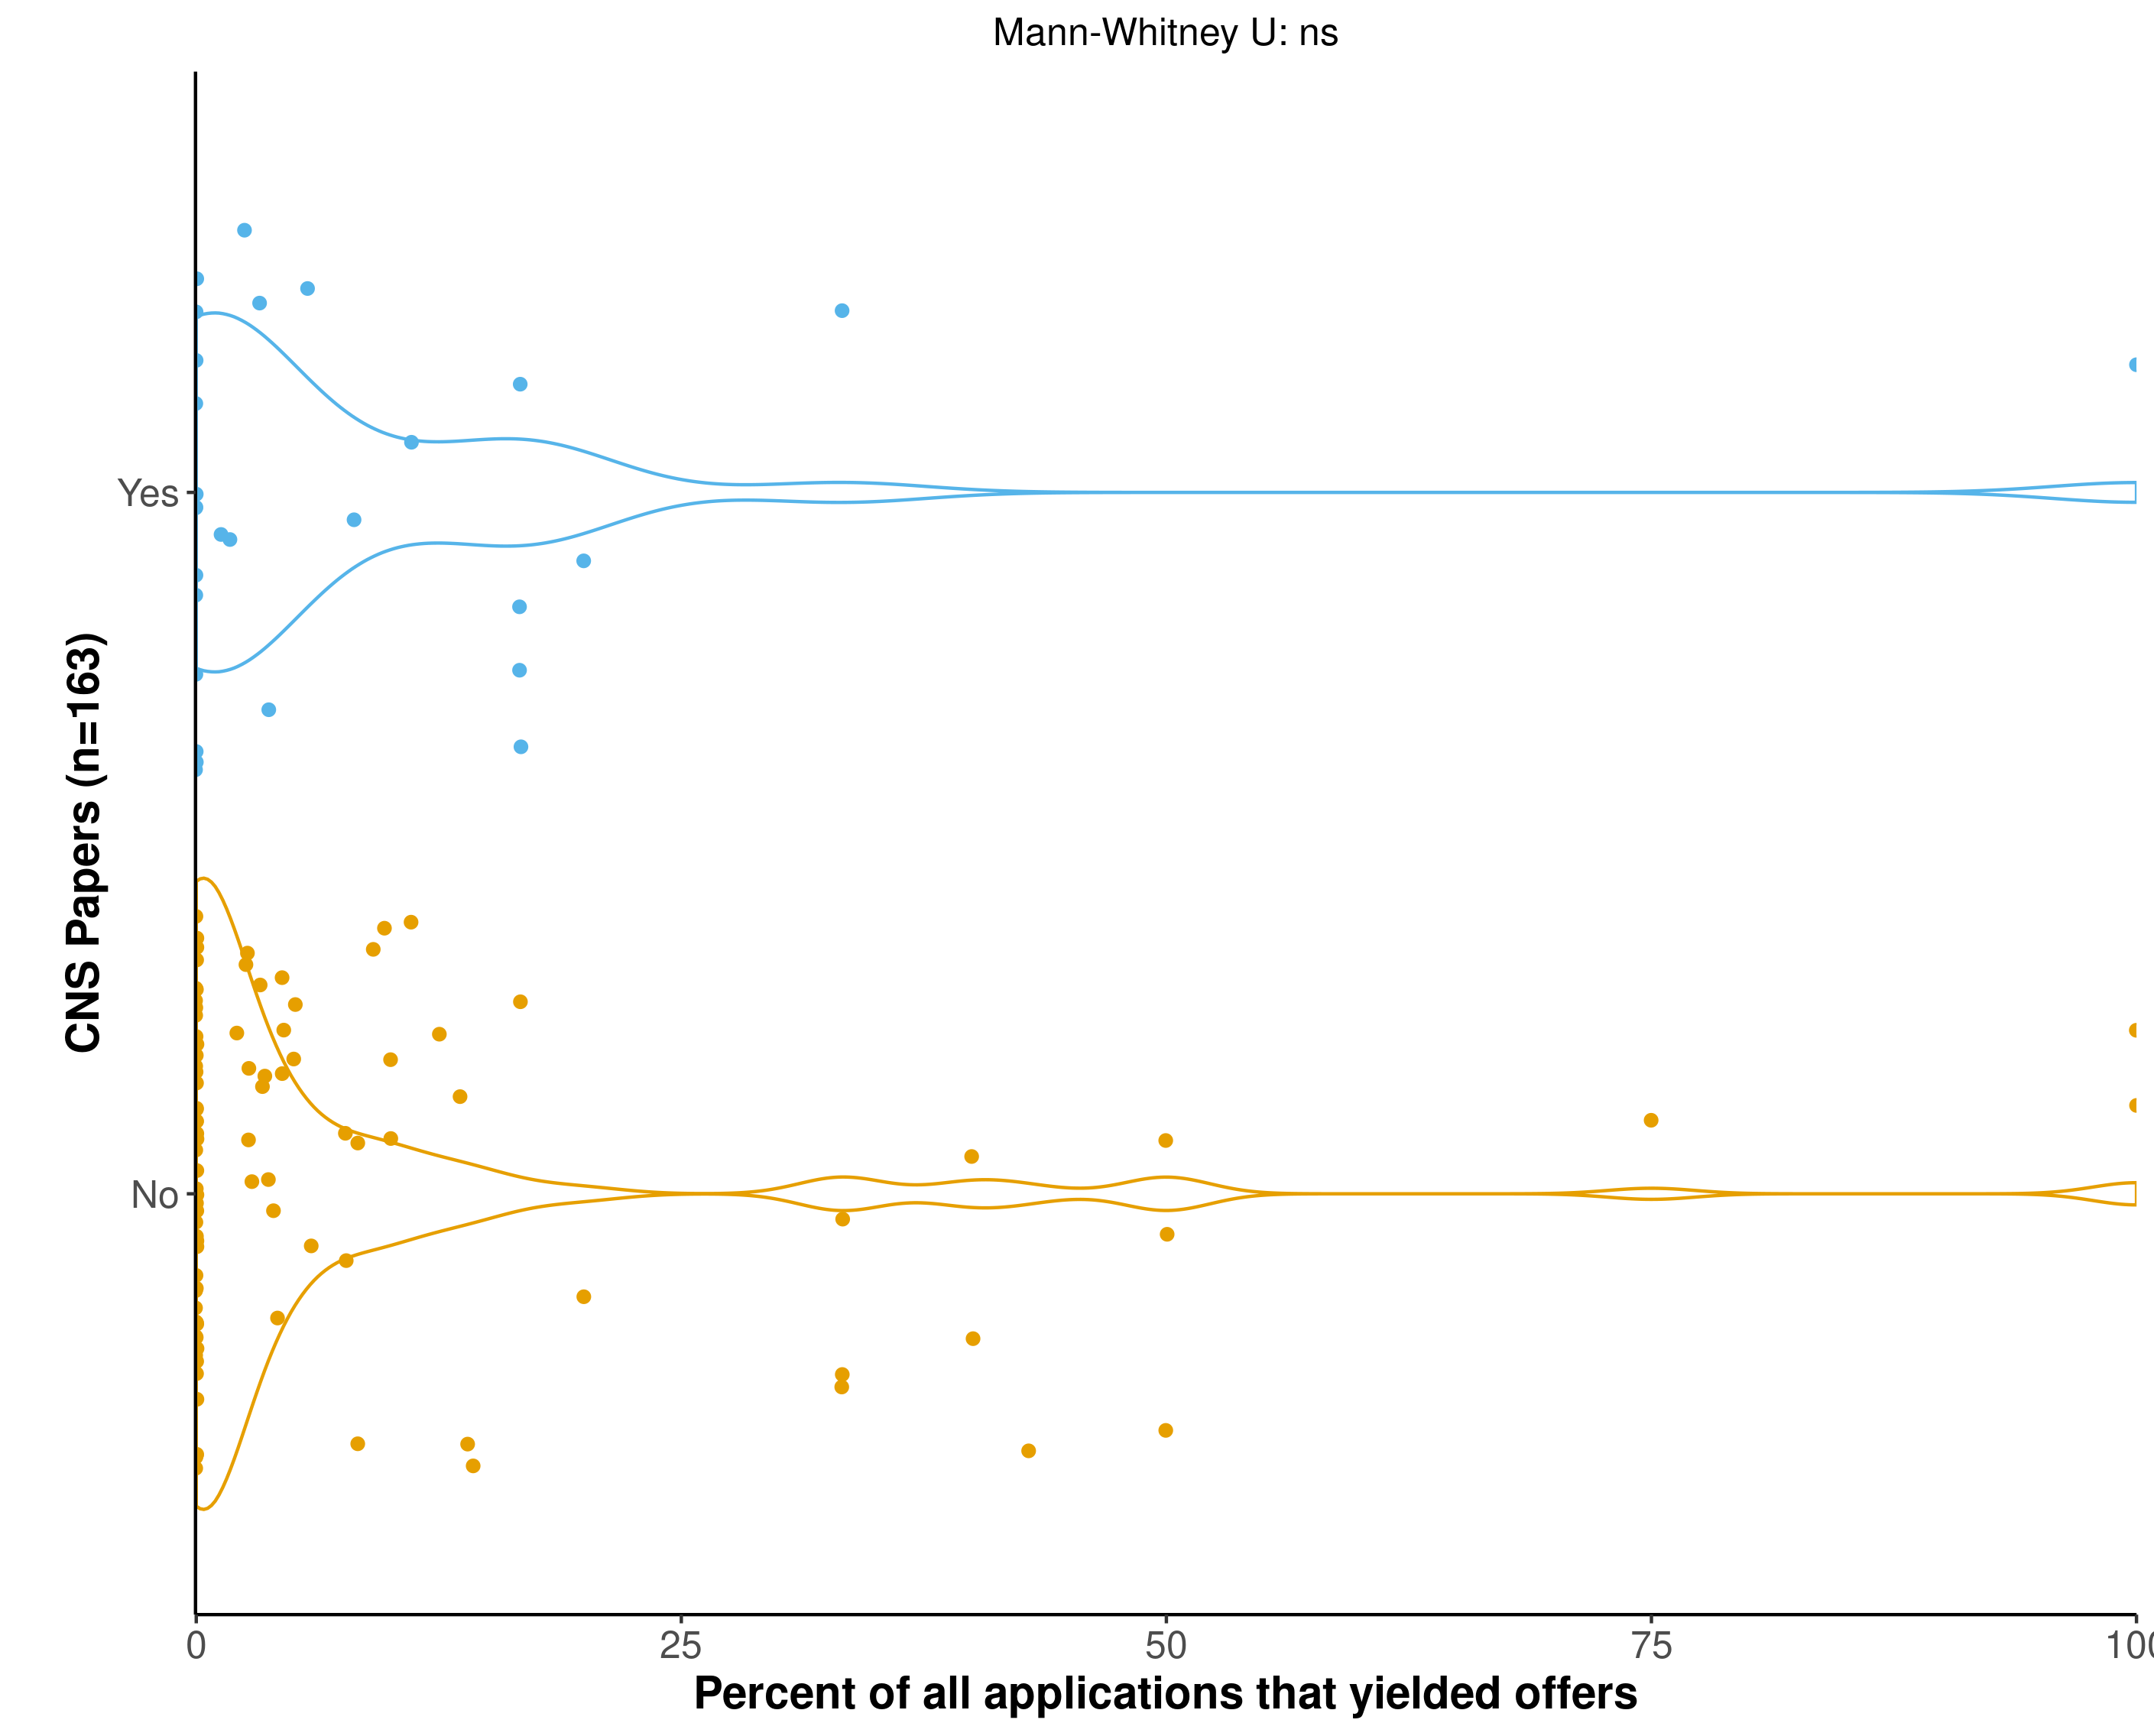 Mann-Whitney U: ns
CNS Papers (n=163)
Yes
No
0 25 50 75 100
Percent of all applications that yielded offers